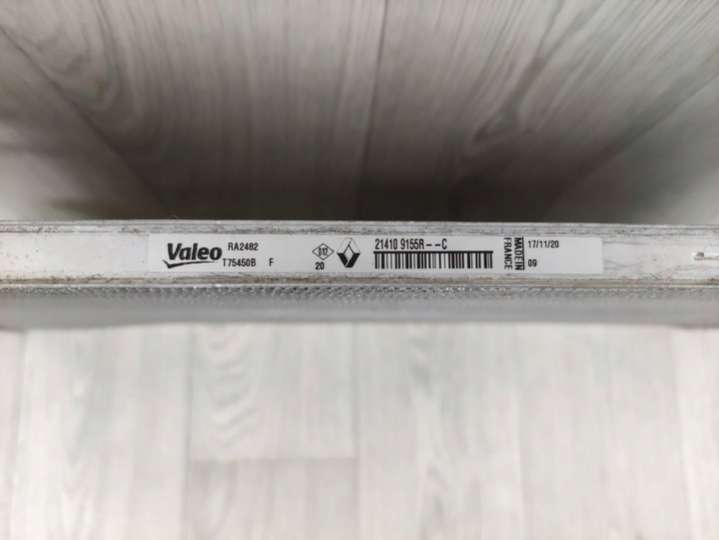 Valeo
RA2482
T75450B F
20
21410 9155R--C
MADE IN
FRANCE
17/11/20
09